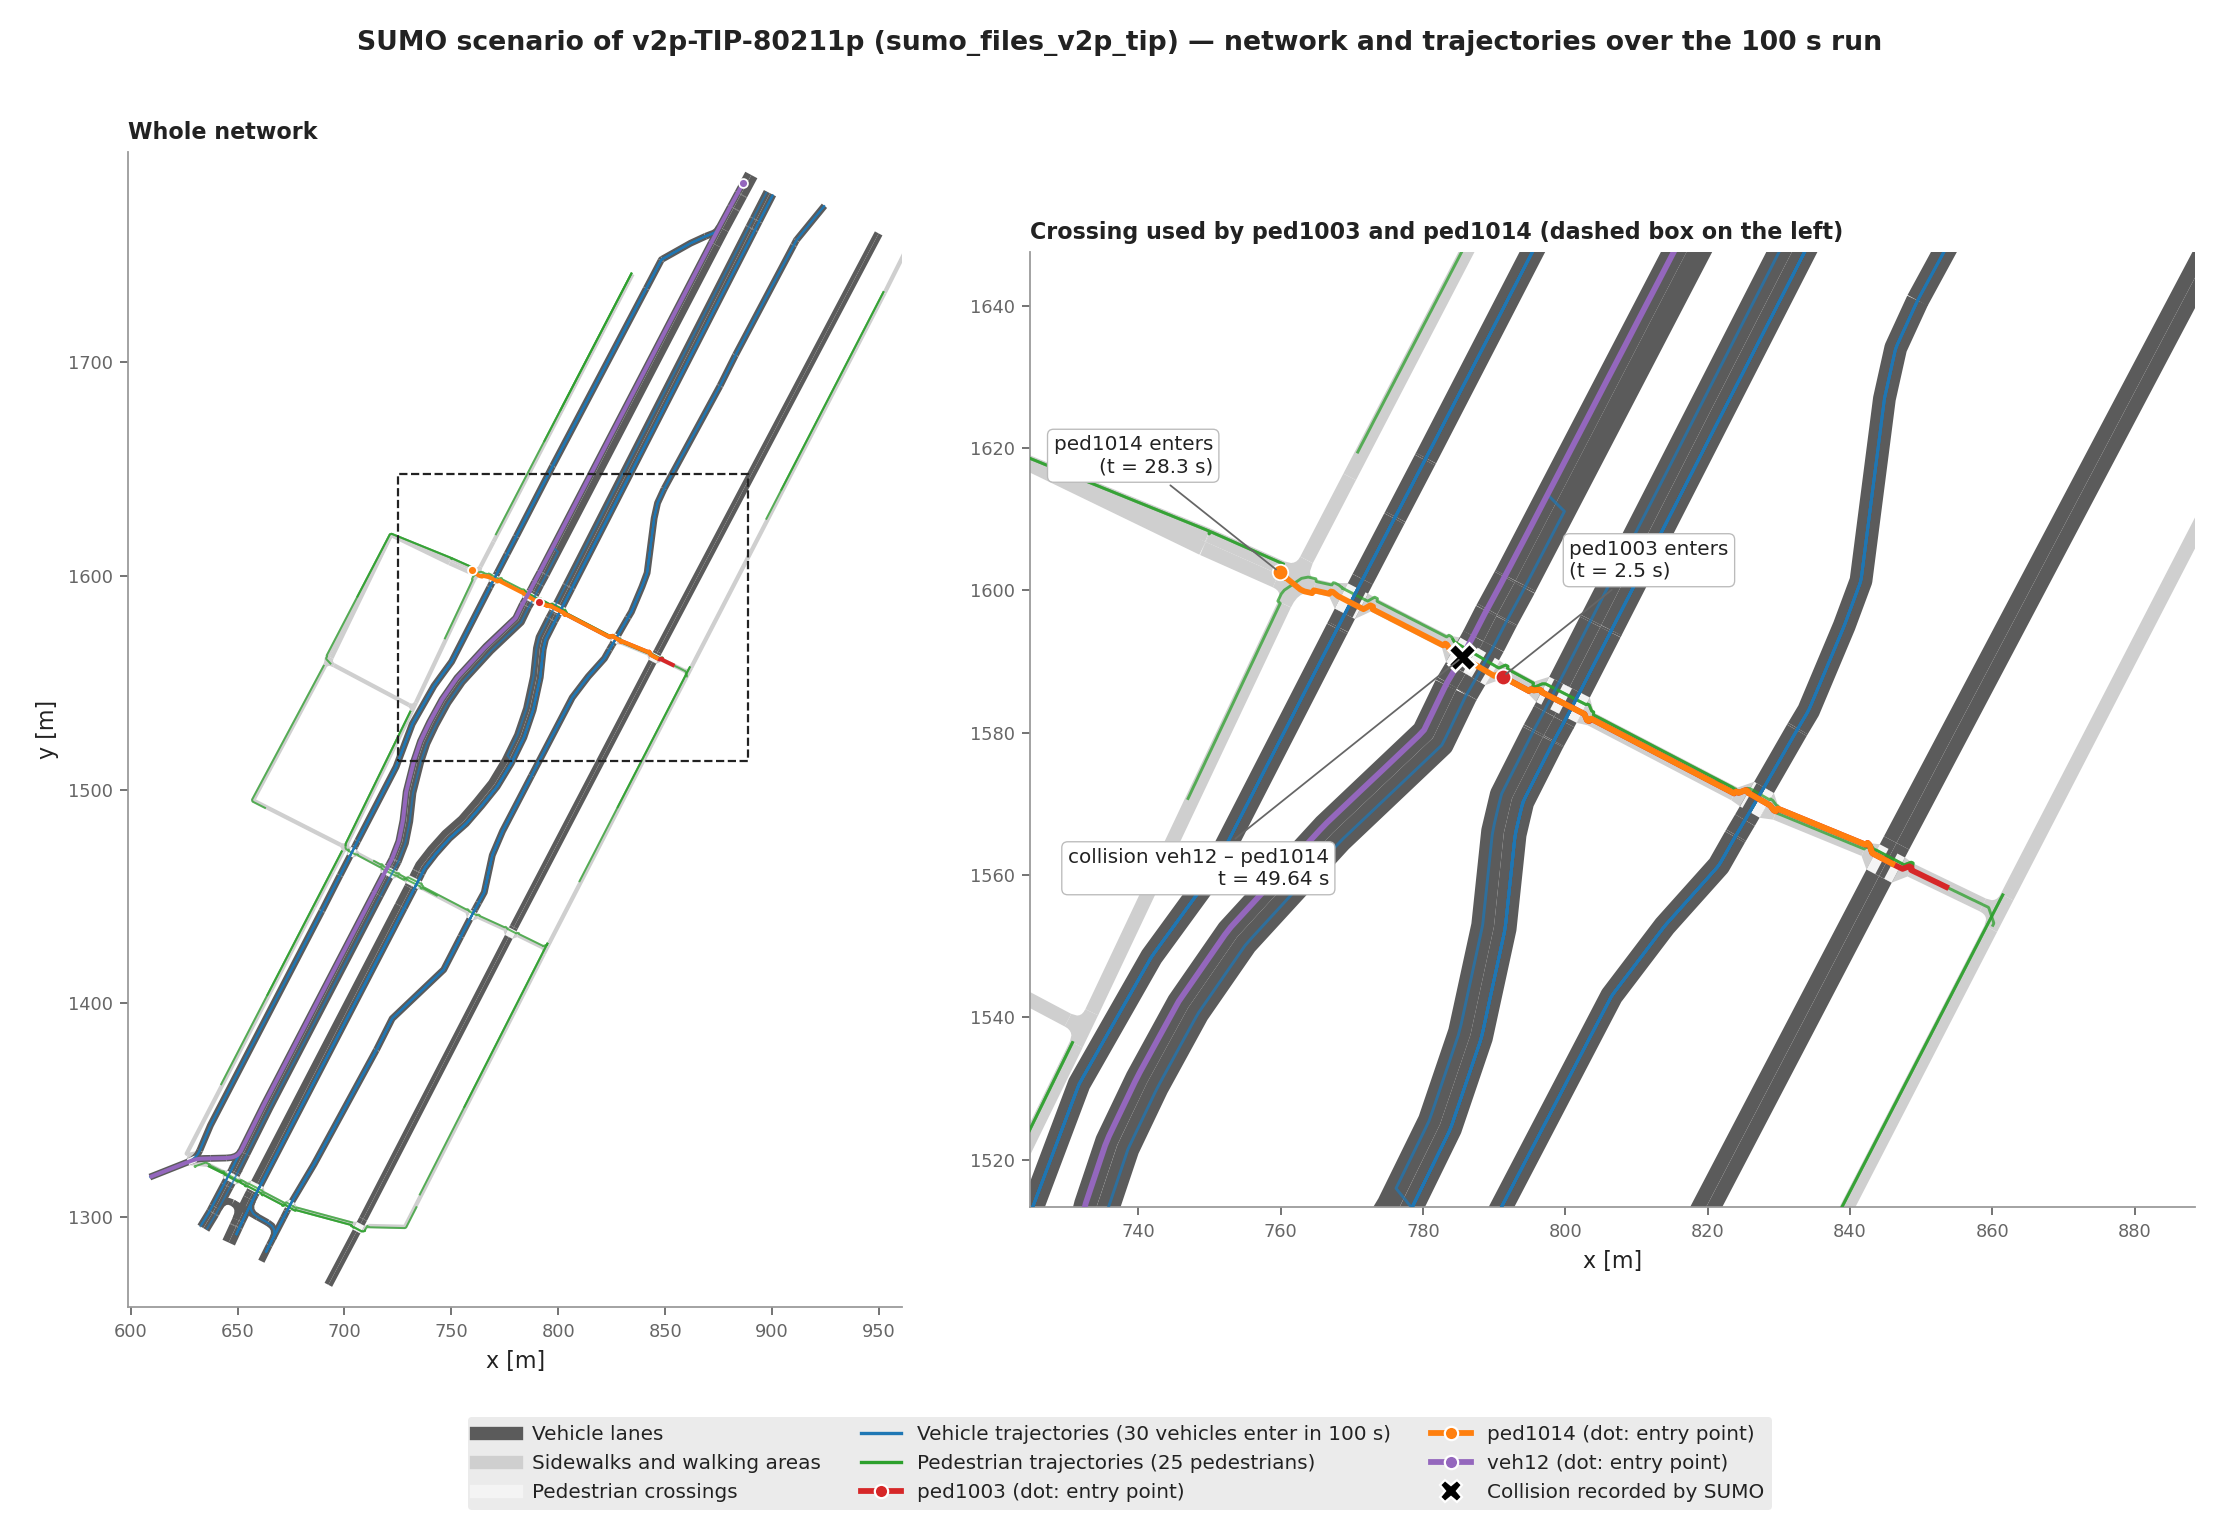 SUMO scenario of v2p-TIP-80211p (sumo_files_v2p_tip) — network and trajectories over the 100 s run
Whole network
1700
1600
1500
1400
1300
y [m]
600
650
700
750
800
850
900
950
x [m]
Crossing used by ped1003 and ped1014 (dashed box on the left)
1640
1620
1600
1580
1560
1540
1520
ped1014 enters
(t = 28.3 s)
ped1003 enters
(t = 2.5 s)
collision veh12 – ped1014
t = 49.64 s
740
760
780
800
820
840
860
880
x [m]
Vehicle lanes
Sidewalks and walking areas
Pedestrian crossings
Vehicle trajectories (30 vehicles enter in 100 s)
Pedestrian trajectories (25 pedestrians)
ped1003 (dot: entry point)
ped1014 (dot: entry point)
veh12 (dot: entry point)
Collision recorded by SUMO